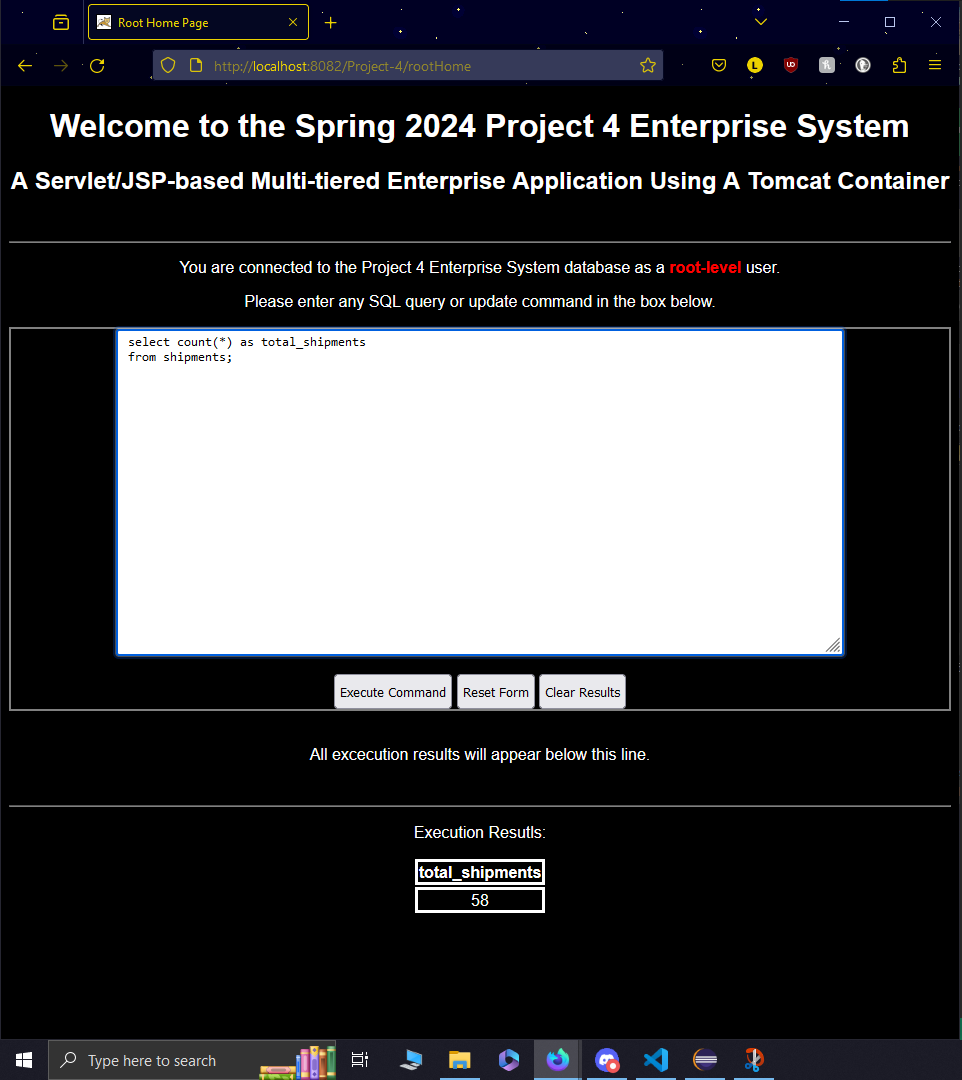 Root Home Page
http://localhost:8082/Project-4/rootHome
L
UD
Welcome to the Spring 2024 Project 4 Enterprise System
A Servlet/JSP-based Multi-tiered Enterprise Application Using A Tomcat Container
You are connected to the Project 4 Enterprise System database as a root-level user.
Please enter any SQL query or update command in the box below.
select count(*) as total_shipments
from shipments;
Execute Command Reset Form Clear Results
All excecution results will appear below this line.
Execution Resutls:
total_shipments
58
Type here to search